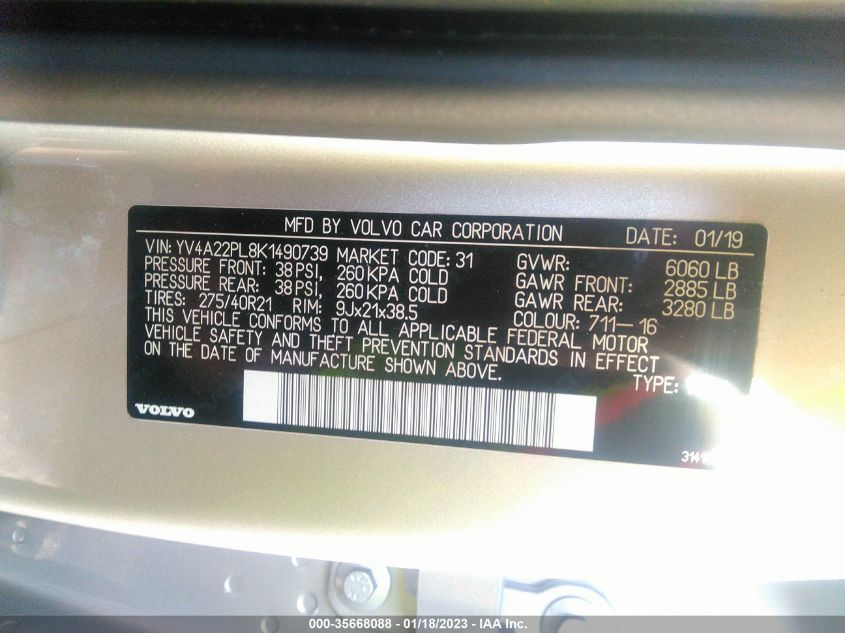 MFD BY VOLVO CAR CORPORATION DATE: 01/19
VIN: YV4A22PL8K1490739 MARKET CODE: 31 GVWR: 6060 LB
PRESSURE FRONT: 38 PSI, 260 KPA COLD GAWR FRONT: 2885 LB
PRESSURE REAR: 38 PSI, 260 KPA COLD GAWR REAR: 3280 LB
TIRES: 275/40R21 RIM: 9Jx21x38.5 COLOUR: 711-16
THIS VEHICLE CONFORMS TO ALL APPLICABLE FEDERAL MOTOR
VEHICLE SAFETY AND THEFT PREVENTION STANDARDS IN EFFECT
ON THE DATE OF MANUFACTURE SHOWN ABOVE. TYPE:
VOLVO
000-35668088 - 01/18/2023 - IAA Inc.